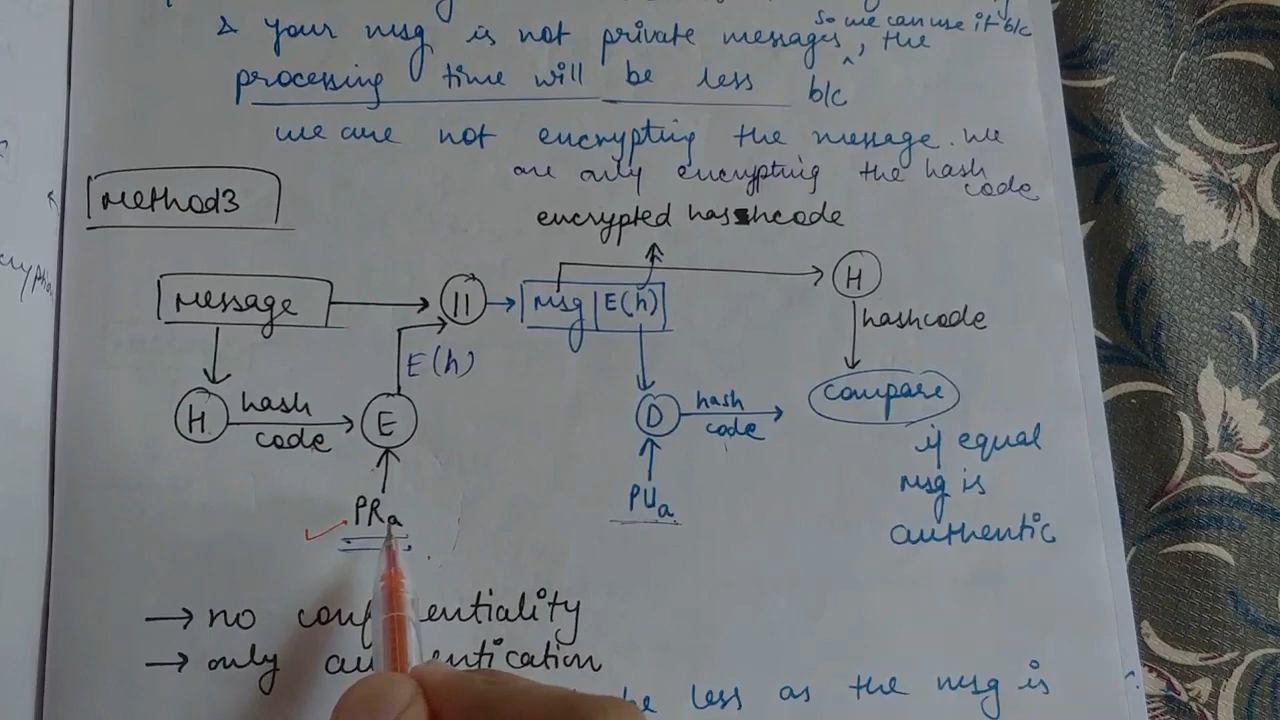 So we can use it b/c
& your msg is not private messages, the
processing time will be less b/c
we are not encrypting the message. We
are only encrypting the hash
code
Method3
encrypted hashcode
Message
||
msg | E(h)
H
hashcode
E(h)
H
hash
code
E
D
hash
code
compare
if equal
msg is
authentic
PRa
PUa
→ no
→ only
be less as the msg is